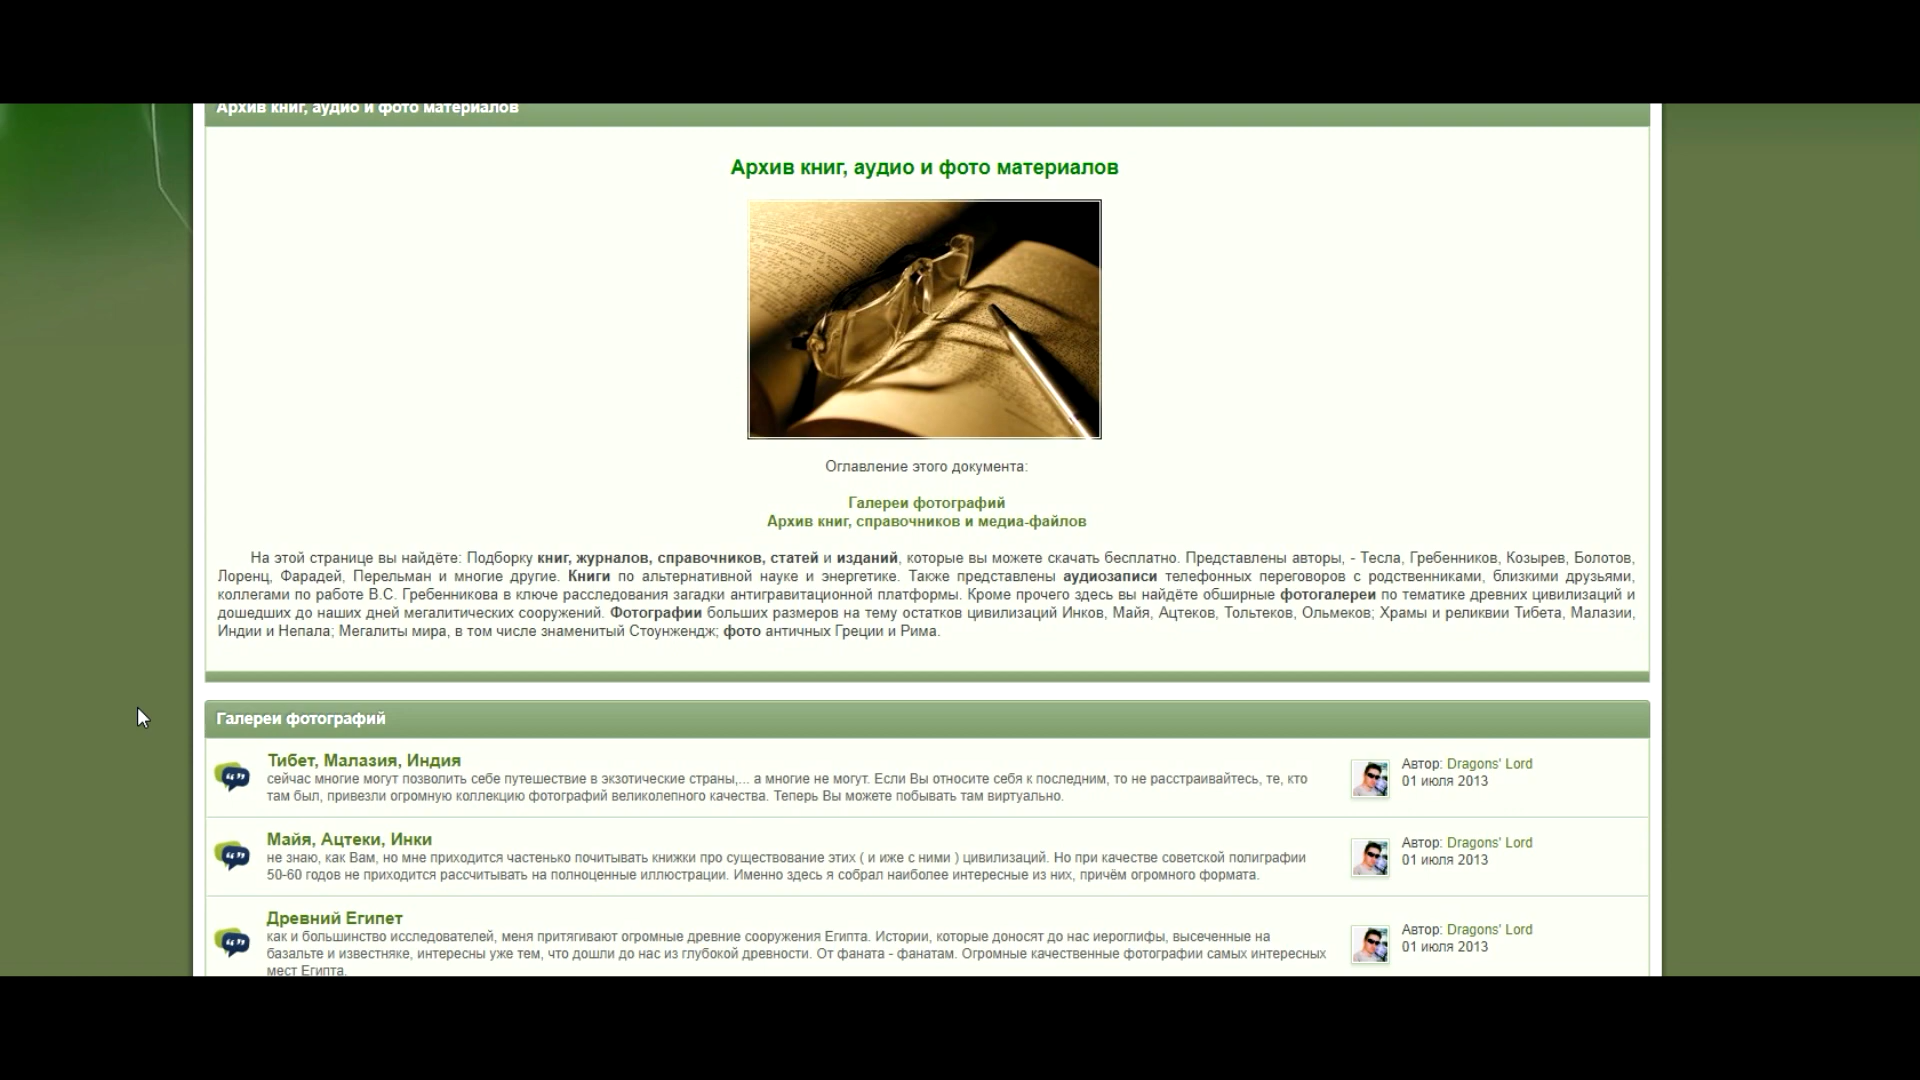 Архив книг, аудио и фото материалов
Архив книг, аудио и фото материалов
Оглавление этого документа:
Галереи фотографий
Архив книг, справочников и медиа-файлов
На этой странице вы найдёте: Подборку книг, журналов, справочников, статей и изданий, которые вы можете скачать бесплатно. Представлены авторы, - Тесла, Гребенников, Козырев, Болотов,
Лоренц, Фарадей, Перельман и многие другие. Книги по альтернативной науке и энергетике. Также представлены аудиозаписи телефонных переговоров с родственниками, близкими друзьями,
коллегами по работе В.С. Гребенникова в ключе расследования загадки антигравитационной платформы. Кроме прочего здесь вы найдёте обширные фотогалереи по тематике древних цивилизаций и
дошедших до наших дней мегалитических сооружений. Фотографии больших размеров на тему остатков цивилизаций Инков, Майя, Ацтеков, Тольтеков, Ольмеков; Храмы и реликвии Тибета, Малазии,
Индии и Непала; Мегалиты мира, в том числе знаменитый Стоунжендж; фото античных Греции и Рима.
Галереи фотографий
Тибет, Малазия, Индия
сейчас многие могут позволить себе путешествие в экзотические страны,... а многие не могут. Если Вы относите себя к последним, то не расстраивайтесь, те, кто
там был, привезли огромную коллекцию фотографий великолепного качества. Теперь Вы можете побывать там виртуально.
Автор: Dragons' Lord
01 июля 2013
Майя, Ацтеки, Инки
не знаю, как Вам, но мне приходится частенько почитывать книжки про существование этих ( и иже с ними ) цивилизаций. Но при качестве советской полиграфии
50-60 годов не приходится рассчитывать на полноценные иллюстрации. Именно здесь я собрал наиболее интересные из них, причём огромного формата.
Автор: Dragons' Lord
01 июля 2013
Древний Египет
как и большинство исследователей, меня притягивают огромные древние сооружения Египта. Истории, которые доносят до нас иероглифы, высеченные на
базальте и известняке, интересны уже тем, что дошли до нас из глубокой древности. От фаната - фанатам. Огромные качественные фотографии самых интересных
мест Египта.
Автор: Dragons' Lord
01 июля 2013